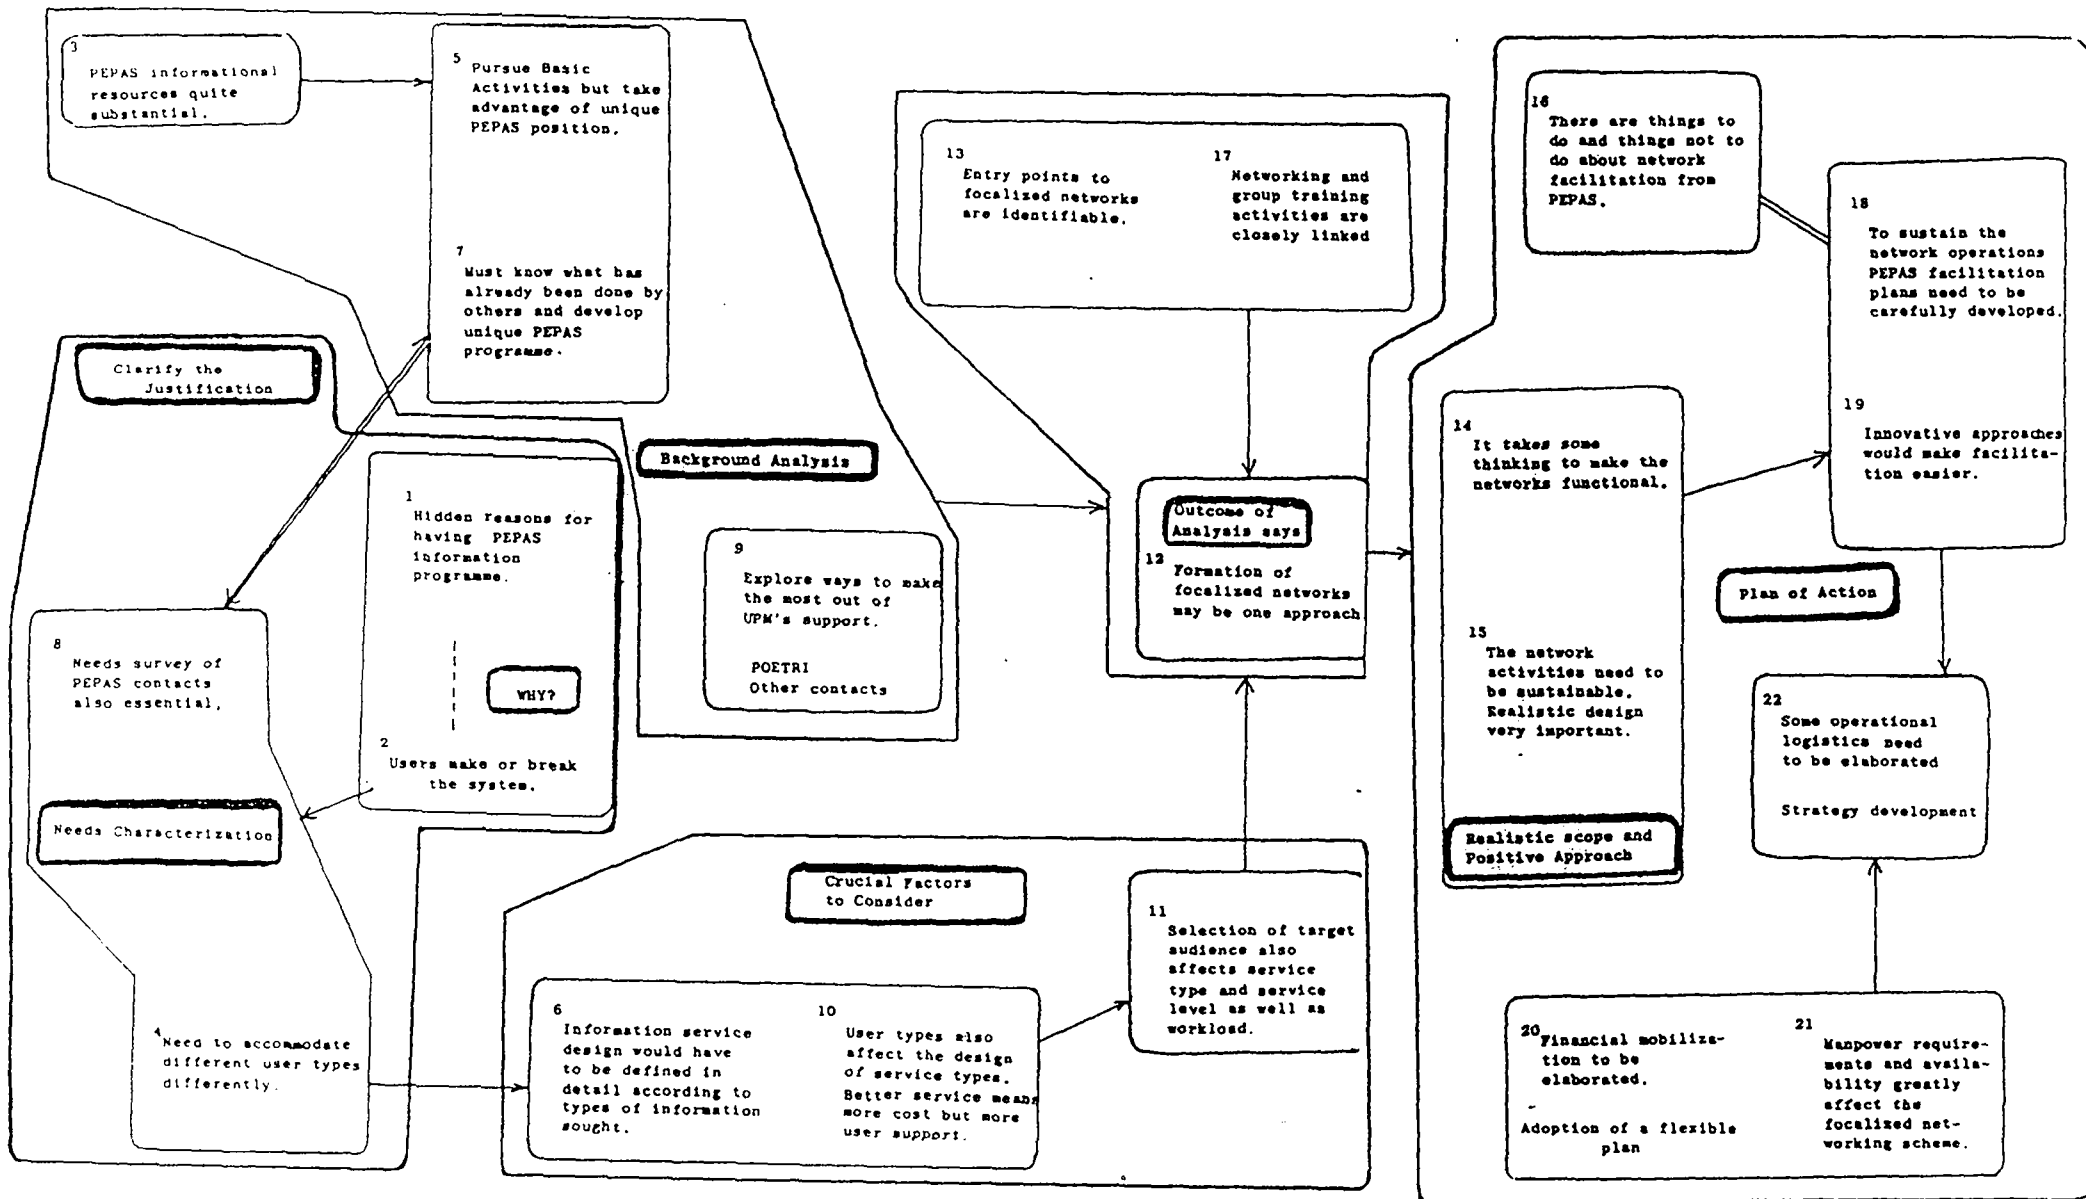 3
PEPAS informational
resources quite
substantial.
5
Pursue Basic
Activities but take
advantage of unique
PEPAS position.
7
Must know what has
already been done by
others and develop
unique PEPAS
programme.
Clarify the
Justification
Background Analysis
1
Hidden reasons for
having PEPAS
information
programme.
WHY?
2
Users make or break
the system.
8
Needs survey of
PEPAS contacts
also essential.
Needs Characterization
4
Need to accommodate
different user types
differently.
9
Explore ways to make
the most out of
UPM's support.
POETRI
Other contacts
Crucial Factors
to Consider
6
Information service
design would have
to be defined in
detail according to
types of information
sought.
10
User types also
affect the design
of service types.
Better service means
more cost but more
user support.
11
Selection of target
audience also
affects service
type and service
level as well as
workload.
13
Entry points to
focalized networks
are identifiable.
17
Networking and
group training
activities are
closely linked
Outcome of
Analysis says
12
Formation of
focalized networks
may be one approach
16
There are things to
do and things not to
do about network
facilitation from
PEPAS.
18
To sustain the
network operations
PEPAS facilitation
plans need to be
carefully developed.
19
Innovative approaches
would make facilita-
tion easier.
14
It takes some
thinking to make the
networks functional.
15
The network
activities need to
be sustainable.
Realistic design
very important.
Realistic scope and
Positive Approach
Plan of Action
22
Some operational
logistics need
to be elaborated
Strategy development
20
Financial mobiliza-
tion to be
elaborated.
Adoption of a flexible
plan
21
Manpower require-
ments and availa-
bility greatly
affect the
focalized net-
working scheme.